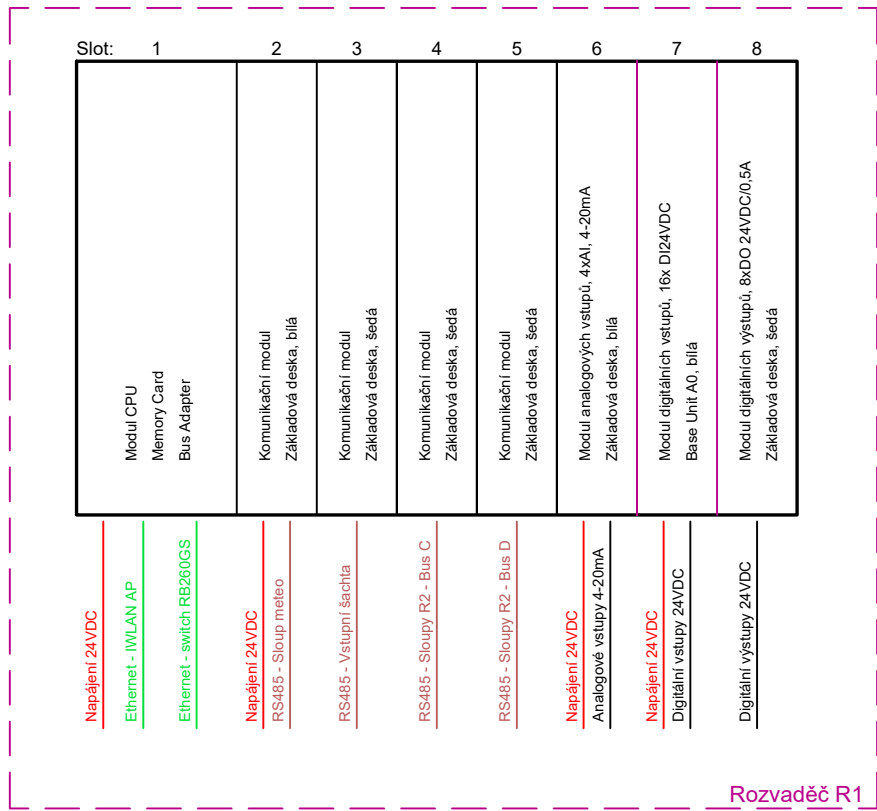 Slot: 1 2 3 4 5 6 7 8
Modul CPU
Memory Card
Bus Adapter
Komunikační modul
Základová deska, bílá
Komunikační modul
Základová deska, šedá
Komunikační modul
Základová deska, šedá
Komunikační modul
Základová deska, šedá
Modul analogových vstupů, 4xAI, 4-20mA
Základová deska, bílá
Modul digitálních vstupů, 16x DI24VDC
Base Unit A0, bílá
Modul digitálních výstupů, 8xDO 24VDC/0,5A
Základová deska, šedá
Napájení 24VDC
Ethernet - IWLAN AP
Ethernet - switch RB260GS
Napájení 24VDC
RS485 - Sloup meteo
RS485 - Vstupní šachta
RS485 - Sloupy R2 - Bus C
RS485 - Sloupy R2 - Bus D
Napájení 24VDC
Analogové vstupy 4-20mA
Napájení 24VDC
Digitální vstupy 24VDC
Digitální výstupy 24VDC
Rozvaděč R1